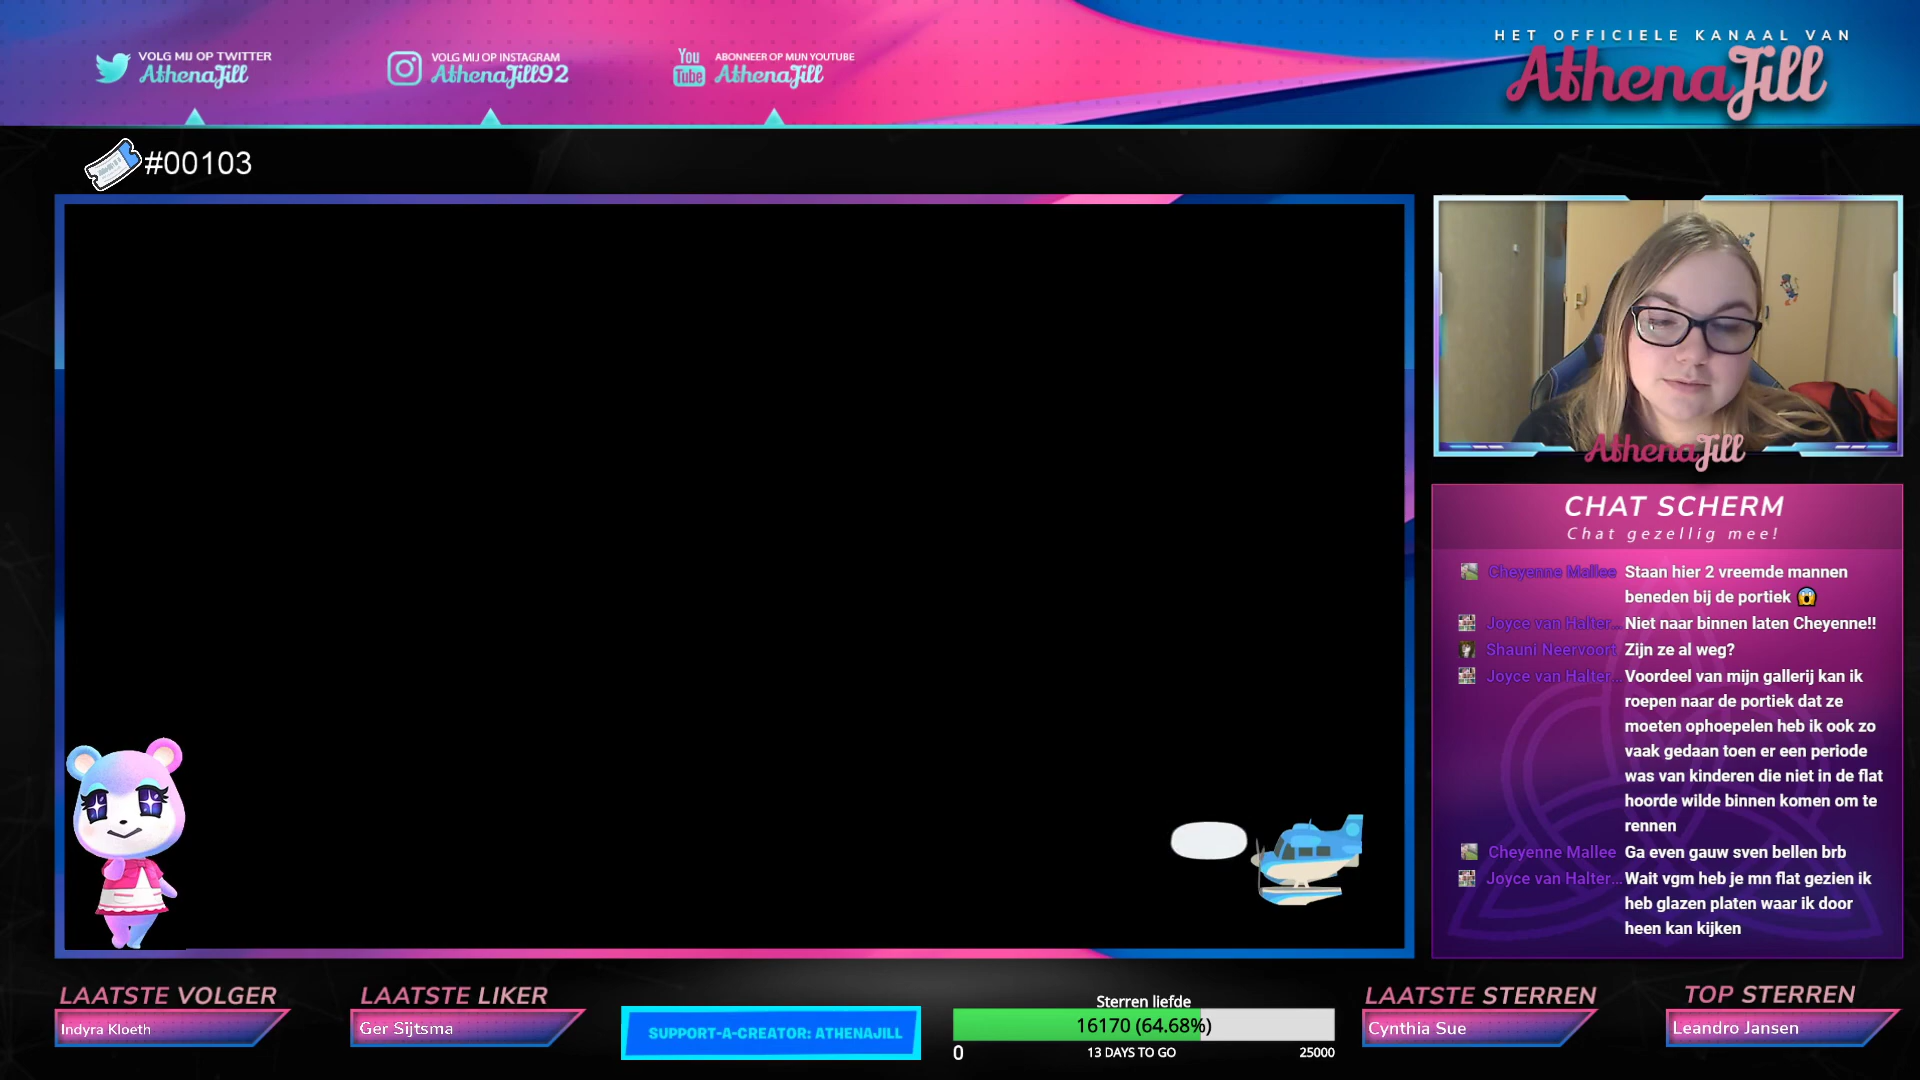 VOLG MIJ OP TWITTER
AthenaJill
VOLG MIJ OP INSTAGRAM
AthenaJill92
You
Tube
ABONNEER OP MIJN YOUTUBE
AthenaJill
HET OFFICIELE KANAAL VAN
AthenaJill
#00103
AthenaJill
CHAT SCHERM
Chat gezellig mee!
Cheyenne Mallee Staan hier 2 vreemde mannen
beneden bij de portiek 😱
Joyce van Halter... Niet naar binnen laten Cheyenne!!
Shauni Neervoort Zijn ze al weg?
Joyce van Halter... Voordeel van mijn gallerij kan ik
roepen naar de portiek dat ze
moeten ophoepelen heb ik ook zo
vaak gedaan toen er een periode
was van kinderen die niet in de flat
hoorde wilde binnen komen om te
rennen
Cheyenne Mallee Ga even gauw sven bellen brb
Joyce van Halter... Wait vgm heb je mn flat gezien ik
heb glazen platen waar ik door
heen kan kijken
LAATSTE VOLGER
Indyra Kloeth
LAATSTE LIKER
Ger Sijtsma
SUPPORT-A-CREATOR: ATHENAJILL
Sterren liefde
16170 (64.68%)
0
13 DAYS TO GO
25000
LAATSTE STERREN
Cynthia Sue
TOP STERREN
Leandro Jansen